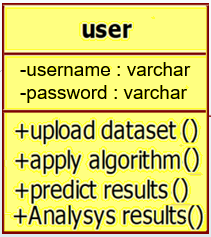 user
-username : varchar
-password : varchar
+upload dataset ()
+apply algorithm()
+predict results ()
+Analysys results()